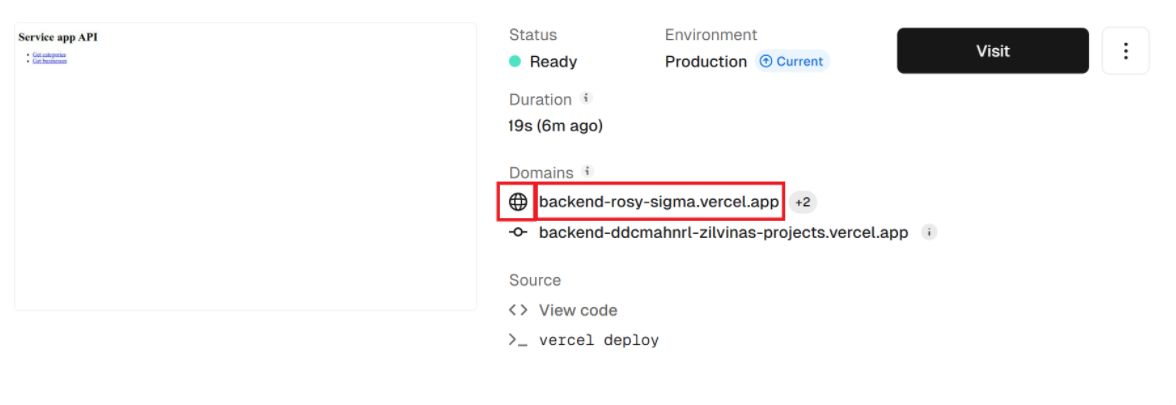 Service app API
Get categories
Get businesses
Status
Ready
Environment
Production Current
Visit
Duration i
19s (6m ago)
Domains i
backend-rosy-sigma.vercel.app +2
backend-ddcmahnrl-zilvinas-projects.vercel.app i
Source
<> View code
>_ vercel deploy